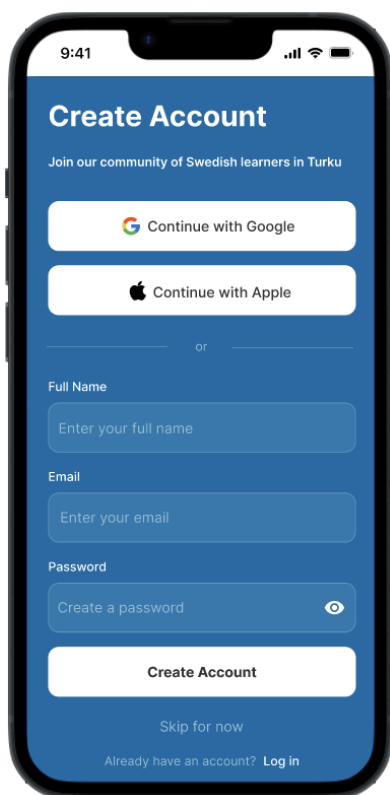 9:41
Create Account
Join our community of Swedish learners in Turku
Continue with Google
Continue with Apple
or
Full Name
Enter your full name
Email
Enter your email
Password
Create a password
Create Account
Skip for now
Already have an account? Log in